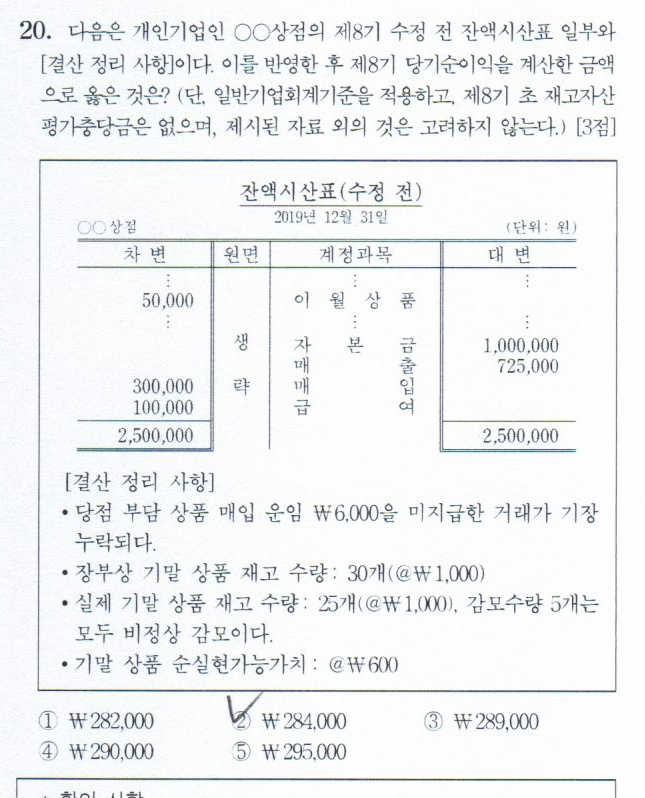 20. 다음은 개인기업인 ○○상점의 제8기 수정 전 잔액시산표 일부와
[결산 정리 사항]이다. 이를 반영한 후 제8기 당기순이익을 계산한 금액
으로 옳은 것은? (단, 일반기업회계기준을 적용하고, 제8기 초 재고자산
평가충당금은 없으며, 제시된 자료 외의 것은 고려하지 않는다.) [3점]
잔액시산표(수정 전)
○○상점 2019년 12월 31일 (단위: 원)
차 변 원면 계정과목 대 변
⋮ ⋮ ⋮
50,000 이 월 상 품
⋮ ⋮ ⋮
생 자 본 금 1,000,000
매 출 725,000
300,000 략 매 입
100,000 급 여
2,500,000 2,500,000
[결산 정리 사항]
• 당점 부담 상품 매입 운임 ₩6,000을 미지급한 거래가 기장
누락되다.
• 장부상 기말 상품 재고 수량: 30개(@₩1,000)
• 실제 기말 상품 재고 수량: 25개(@₩1,000), 감모수량 5개는
모두 비정상 감모이다.
• 기말 상품 순실현가능가치: @₩600
① ₩282,000 ② ₩284,000 ③ ₩289,000
④ ₩290,000 ⑤ ₩295,000